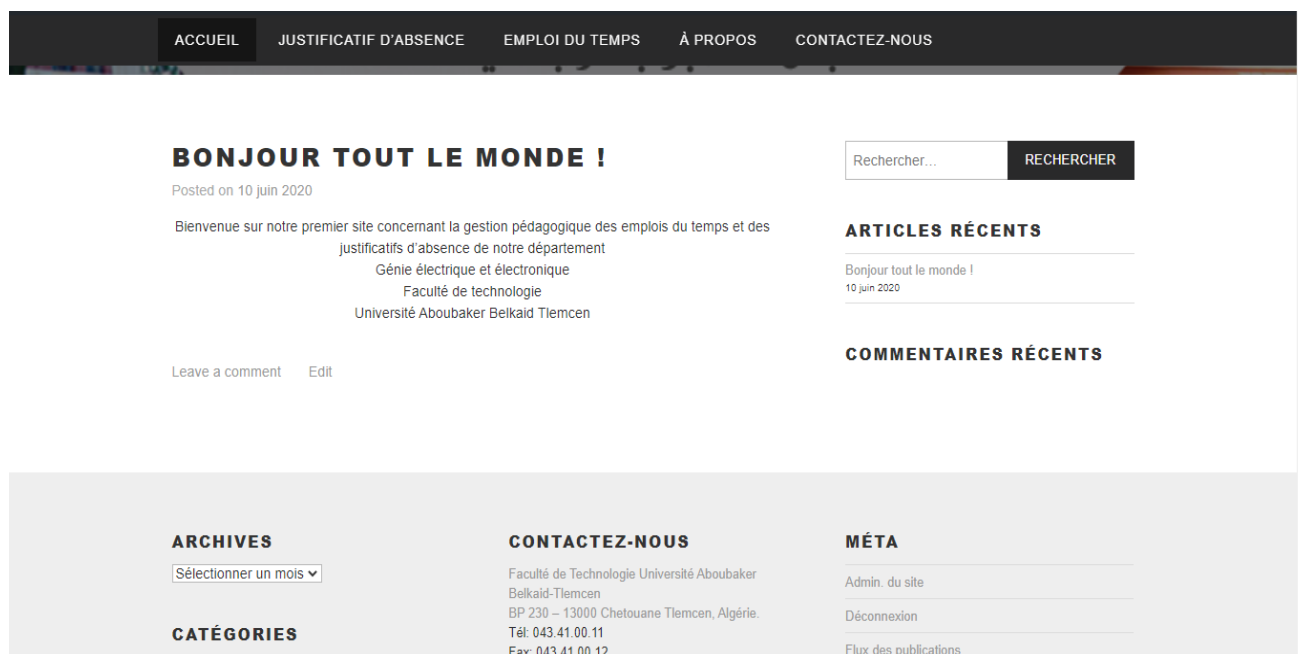 ACCUEIL JUSTIFICATIF D'ABSENCE EMPLOI DU TEMPS À PROPOS CONTACTEZ-NOUS
BONJOUR TOUT LE MONDE !
Posted on 10 juin 2020
Bienvenue sur notre premier site concernant la gestion pédagogique des emplois du temps et des
justificatifs d'absence de notre département
Génie électrique et électronique
Faculté de technologie
Université Aboubaker Belkaid Tlemcen
Leave a comment Edit
Rechercher... RECHERCHER
ARTICLES RÉCENTS
Bonjour tout le monde !
10 juin 2020
COMMENTAIRES RÉCENTS
ARCHIVES
Sélectionner un mois
CATÉGORIES
CONTACTEZ-NOUS
Faculté de Technologie Université Aboubaker
Belkaid-Tlemcen
BP 230 – 13000 Chetouane Tlemcen, Algérie.
Tél: 043.41.00.11
Fax: 043.41.00.12
MÉTA
Admin. du site
Déconnexion
Flux des publications